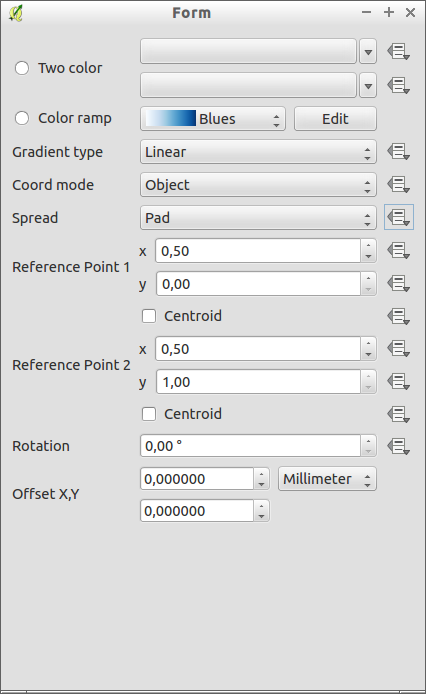 Form
Two color
Color ramp Blues Edit
Gradient type Linear
Coord mode Object
Spread Pad
Reference Point 1 x 0,50
y 0,00
Centroid
Reference Point 2 x 0,50
y 1,00
Centroid
Rotation 0,00 °
Offset X,Y 0,000000 Millimeter
0,000000